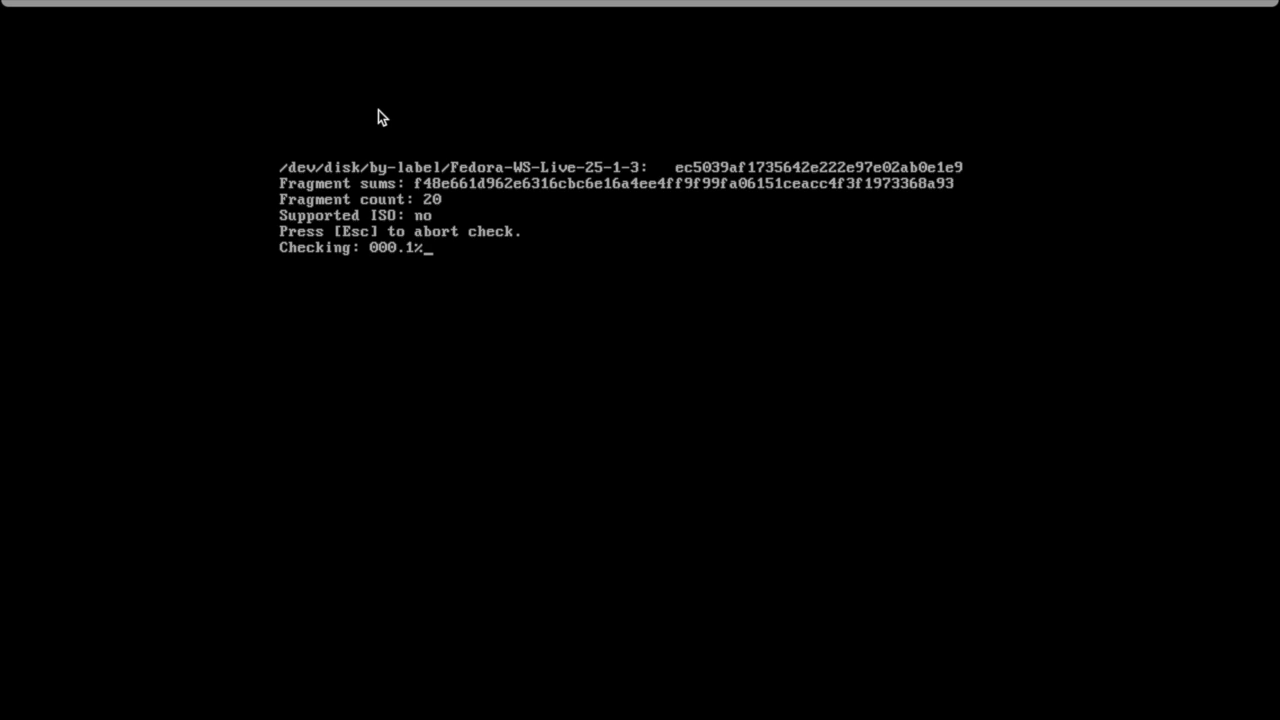 /dev/disk/by-label/Fedora-WS-Live-25-1-3:   ec5039af1735642e222e97e02ab0e1e9
Fragment sums: f48e661d962e6316cbc6e16a4ee4ff9f99fa06151ceacc4f3f1973368a93
Fragment count: 20
Supported ISO: no
Press [Esc] to abort check.
Checking: 000.1%_